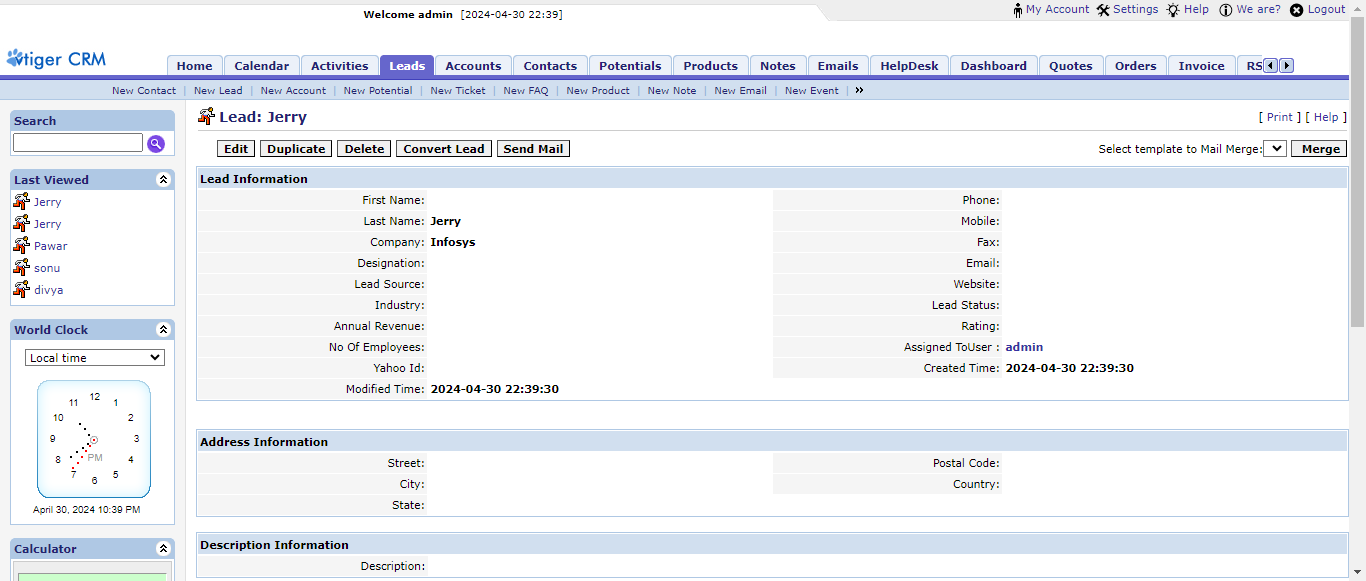 Welcome admin [2024-04-30 22:39]
My Account Settings Help We are? Logout
vtiger CRM
Home Calendar Activities Leads Accounts Contacts Potentials Products Notes Emails HelpDesk Dashboard Quotes Orders Invoice RS
New Contact | New Lead | New Account | New Potential | New Ticket | New FAQ | New Product | New Note | New Email | New Event | »
Search
Last Viewed
Jerry
Jerry
Pawar
sonu
divya
World Clock
Local time
12
11 1
10 2
9 3
8 PM 4
7 5
6
April 30, 2024 10:39 PM
Calculator
Lead: Jerry
[ Print ] [ Help ]
Edit Duplicate Delete Convert Lead Send Mail
Select template to Mail Merge: Merge
Lead Information
First Name: Phone:
Last Name: Jerry Mobile:
Company: Infosys Fax:
Designation: Email:
Lead Source: Website:
Industry: Lead Status:
Annual Revenue: Rating:
No Of Employees: Assigned ToUser : admin
Yahoo Id: Created Time: 2024-04-30 22:39:30
Modified Time: 2024-04-30 22:39:30
Address Information
Street: Postal Code:
City: Country:
State:
Description Information
Description: